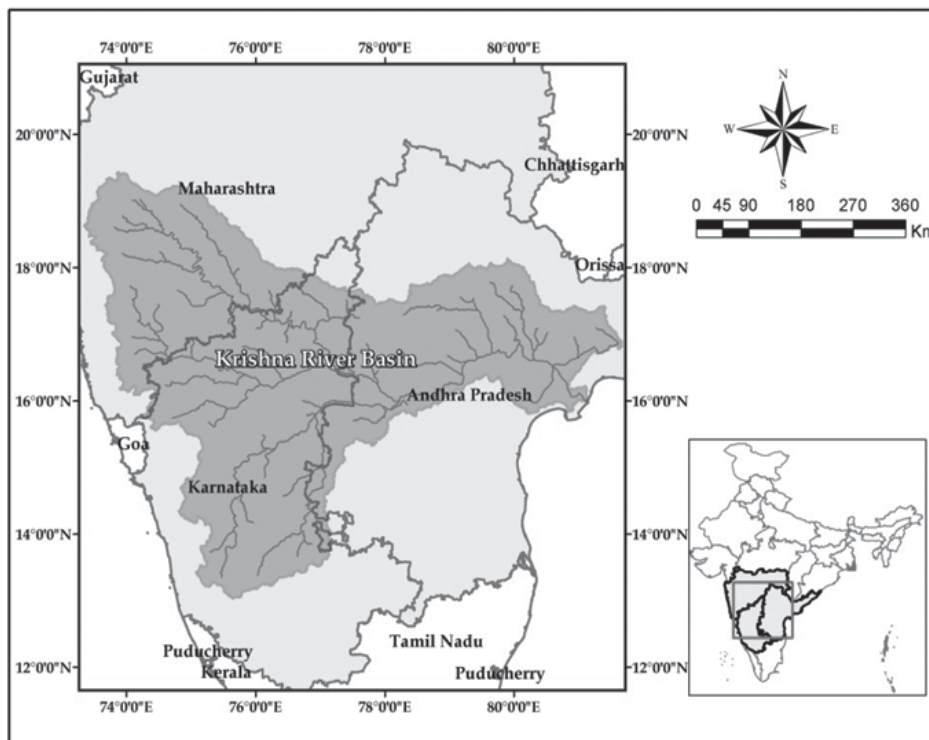 74°0'0"E 76°0'0"E 78°0'0"E 80°0'0"E
Gujarat
20°0'0"N 20°0'0"N
Chhattisgarh
Maharashtra
18°0'0"N 18°0'0"N
Orissa
Krishna River Basin
16°0'0"N 16°0'0"N
Andhra Pradesh
Goa
Karnataka
14°0'0"N 14°0'0"N
Tamil Nadu
Puducherry
Kerala
Puducherry
12°0'0"N 12°0'0"N
74°0'0"E 76°0'0"E 78°0'0"E 80°0'0"E
N
W E
S
0 45 90 180 270 360
Km